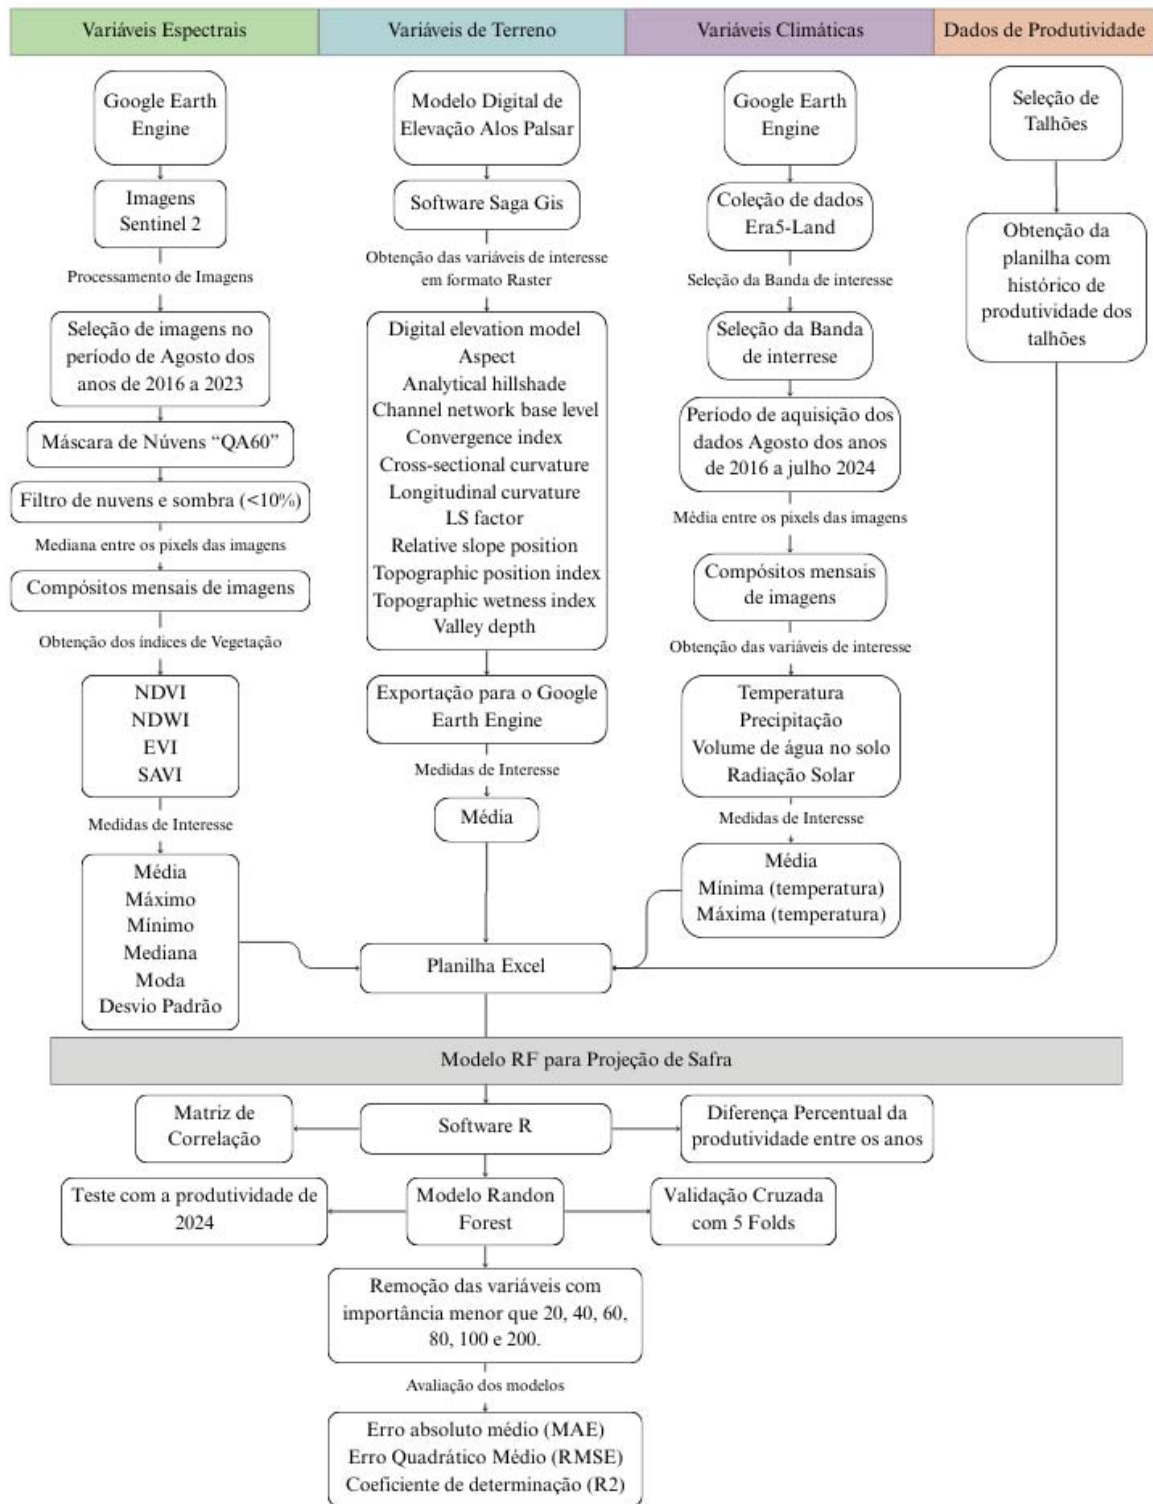 Variáveis Espectrais
Variáveis de Terreno
Variáveis Climáticas
Dados de Produtividade
Google Earth
Engine
Imagens
Sentinel 2
Processamento de Imagens
Seleção de imagens no
período de Agosto dos
anos de 2016 a 2023
Máscara de Núvens “QA60”
Filtro de nuvens e sombra (<10%)
Mediana entre os pixels das imagens
Compósitos mensais de imagens
Obtenção dos índices de Vegetação
NDVI
NDWI
EVI
SAVI
Medidas de Interesse
Média
Máximo
Mínimo
Mediana
Moda
Desvio Padrão
Modelo Digital de
Elevação Alos Palsar
Software Saga Gis
Obtenção das variáveis de interesse
em formato Raster
Digital elevation model
Aspect
Analytical hillshade
Channel network base level
Convergence index
Cross-sectional curvature
Longitudinal curvature
LS factor
Relative slope position
Topographic position index
Topographic wetness index
Valley depth
Exportação para o Google
Earth Engine
Medidas de Interesse
Média
Google Earth
Engine
Coleção de dados
Era5-Land
Seleção da Banda de interesse
Seleção da Banda
de interrese
Período de aquisição dos
dados Agosto dos anos
de 2016 a julho 2024
Média entre os pixels das imagens
Compósitos mensais
de imagens
Obtenção das variáveis de interesse
Temperatura
Precipitação
Volume de água no solo
Radiação Solar
Medidas de Interesse
Média
Mínima (temperatura)
Máxima (temperatura)
Seleção de
Talhões
Obtenção da
planilha com
histórico de
produtividade dos
talhões
Planilha Excel
Modelo RF para Projeção de Safra
Matriz de
Correlação
Software R
Diferença Percentual da
produtividade entre os anos
Teste com a produtividade de
2024
Modelo Randon
Forest
Validação Cruzada
com 5 Folds
Remoção das variáveis com
importância menor que 20, 40, 60,
80, 100 e 200.
Avaliação dos modelos
Erro absoluto médio (MAE)
Erro Quadrático Médio (RMSE)
Coeficiente de determinação (R2)